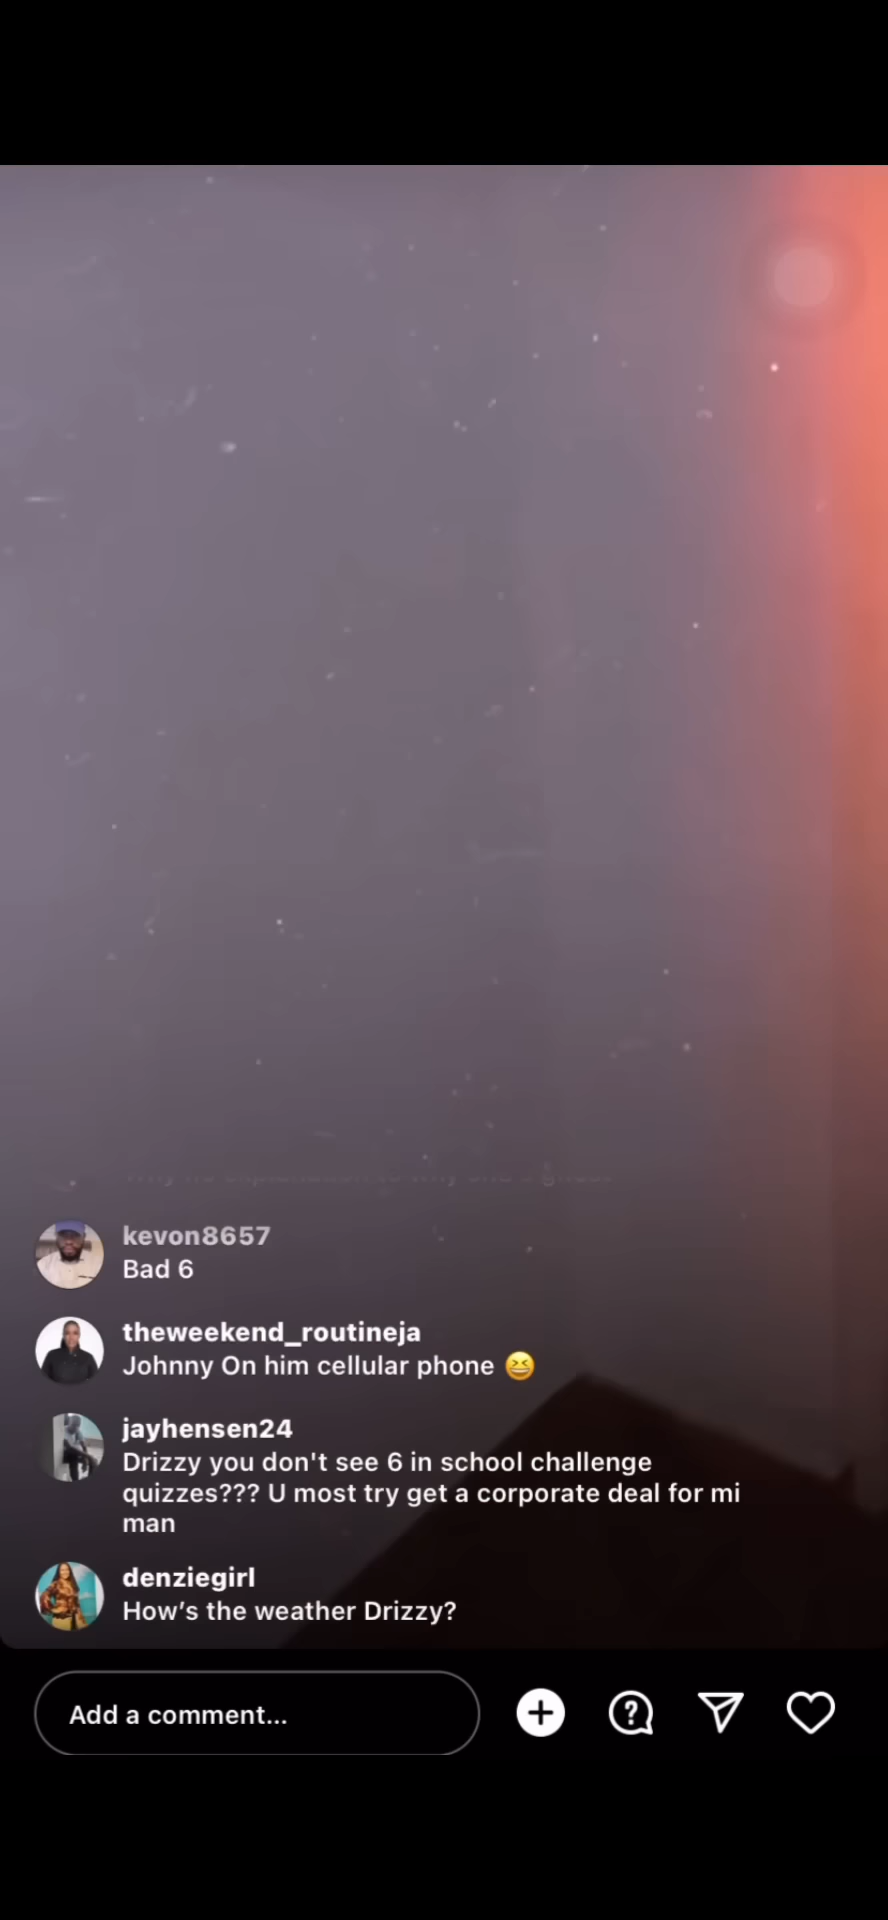 kevon8657
Bad 6
theweekend_routineja
Johnny On him cellular phone 😆
jayhensen24
Drizzy you don't see 6 in school challenge
quizzes??? U most try get a corporate deal for mi
man
denziegirl
How's the weather Drizzy?
Add a comment...